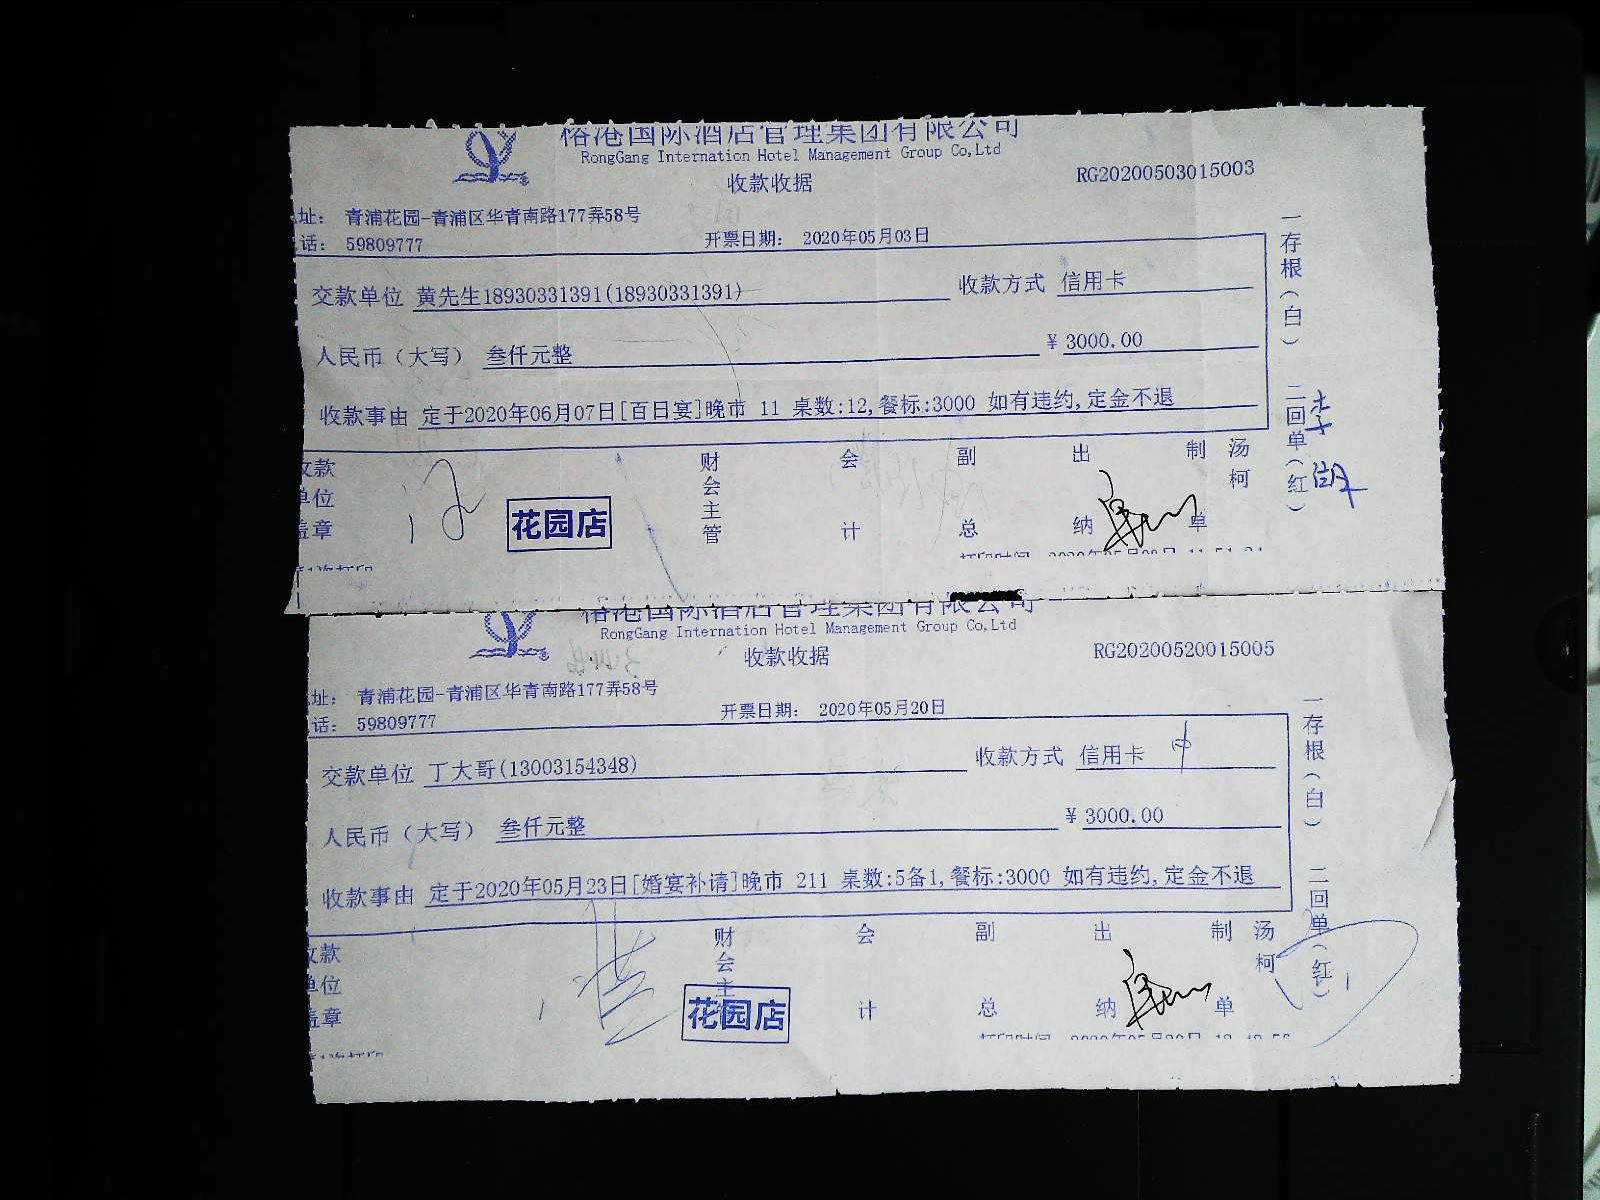 榕港国际酒店管理集团有限公司
RongGang Internation Hotel Management Group Co,Ltd
收款收据
RG20200503015003
址： 青浦花园-青浦区华青南路177弄58号
话： 59809777
开票日期： 2020年05月03日
交款单位 黄先生18930331391(18930331391)
收款方式 信用卡
人民币（大写） 叁仟元整
¥ 3000.00
收款事由 定于2020年06月07日[百日宴]晚市 11 桌数:12,餐标:3000 如有违约,定金不退
款 单位 盖章
花园店
财会主管
会计
副总
出纳
制单
汤柯
一存根（白） 二回单（红）
榕港国际酒店管理集团有限公司
RongGang Internation Hotel Management Group Co,Ltd
收款收据
RG20200520015005
址： 青浦花园-青浦区华青南路177弄58号
话： 59809777
开票日期： 2020年05月20日
交款单位 丁大哥(13003154348)
收款方式 信用卡
人民币（大写） 叁仟元整
¥ 3000.00
收款事由 定于2020年05月23日[婚宴补请]晚市 211 桌数:5备1,餐标:3000 如有违约,定金不退
款 单位 盖章
花园店
财会主管
会计
副总
出纳
制单
汤柯
一存根（白） 二回单（红）